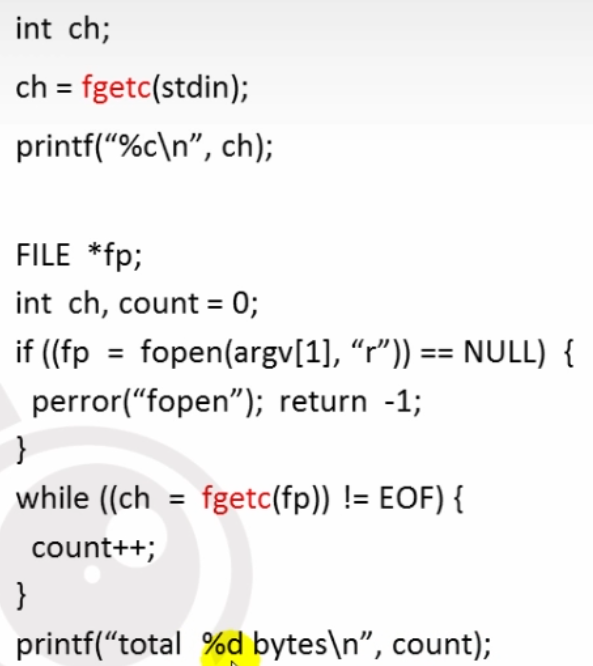 int ch;
ch = fgetc(stdin);
printf(“%c\n”, ch);
FILE *fp;
int ch, count = 0;
if ((fp = fopen(argv[1], “r”)) == NULL) {
perror(“fopen”); return -1;
}
while ((ch = fgetc(fp)) != EOF) {
count++;
}
printf(“total %d bytes\n”, count);